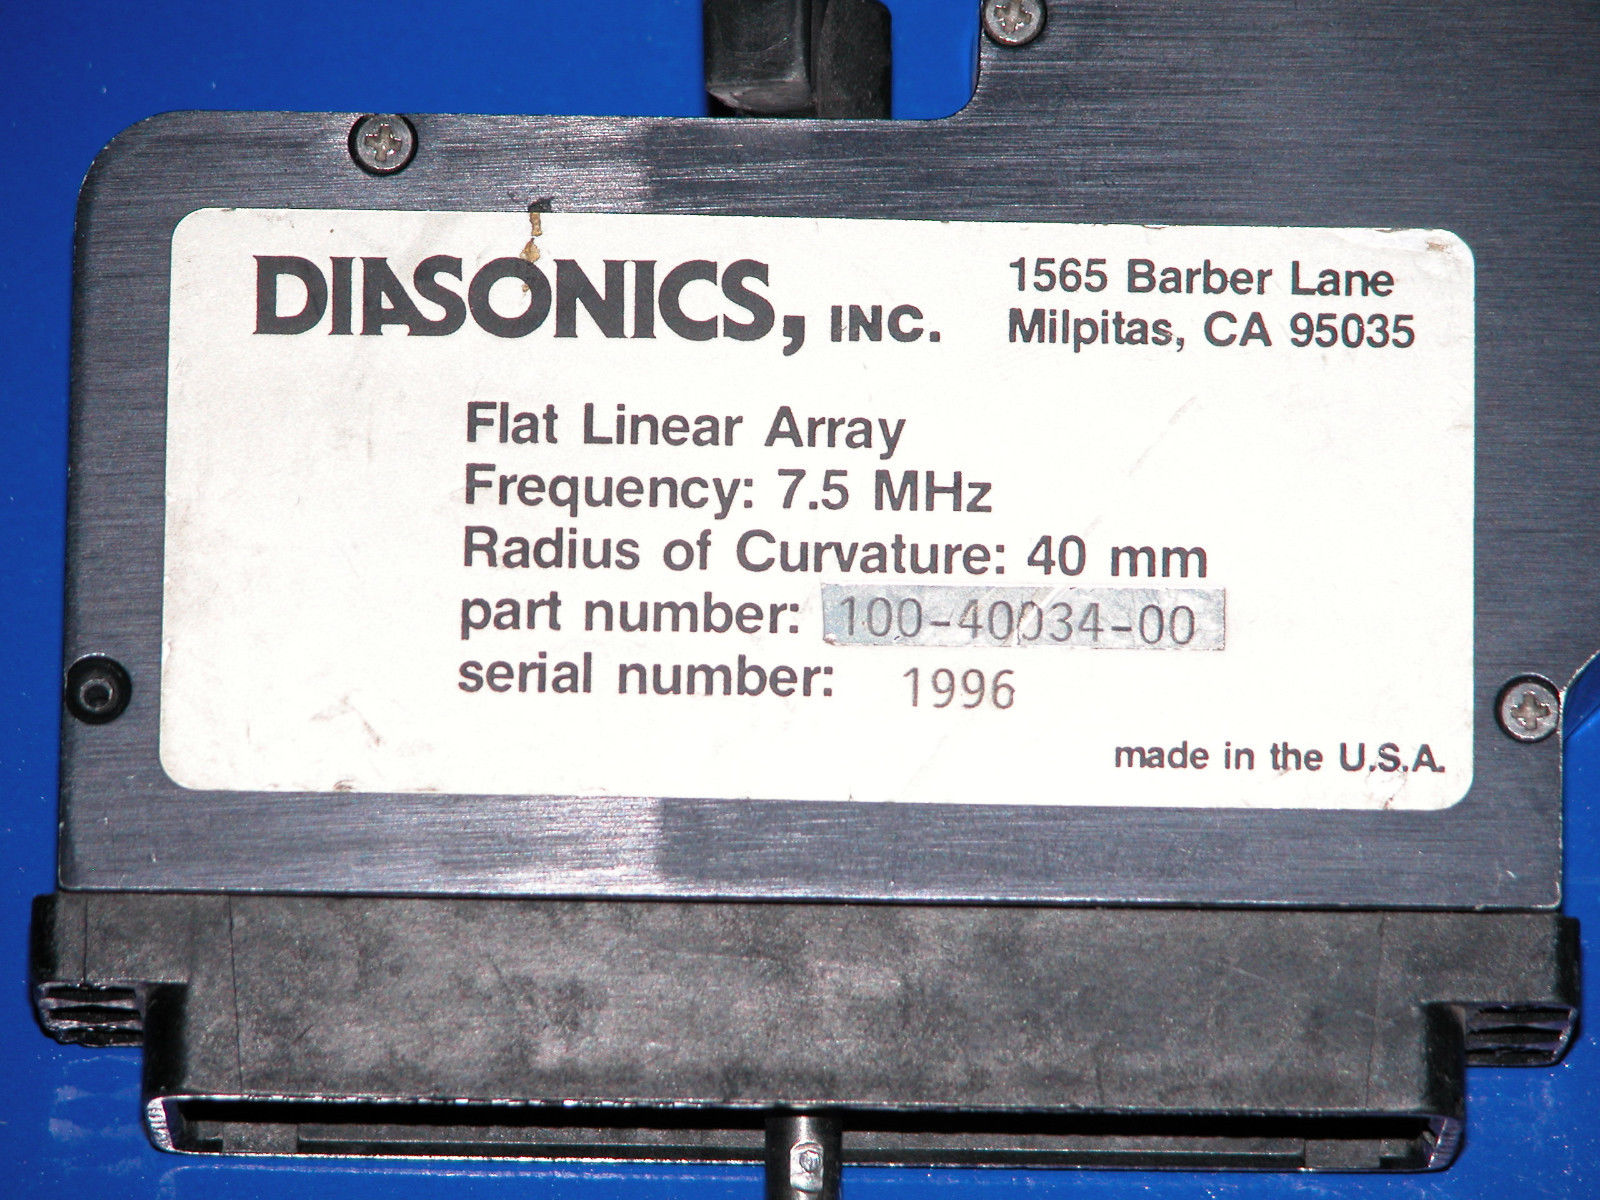 DIASONICS, INC.
1565 Barber Lane
Milpitas, CA 95035
Flat Linear Array
Frequency: 7.5 MHz
Radius of Curvature: 40 mm
part number: 100-40034-00
serial number: 1996
made in the U.S.A.